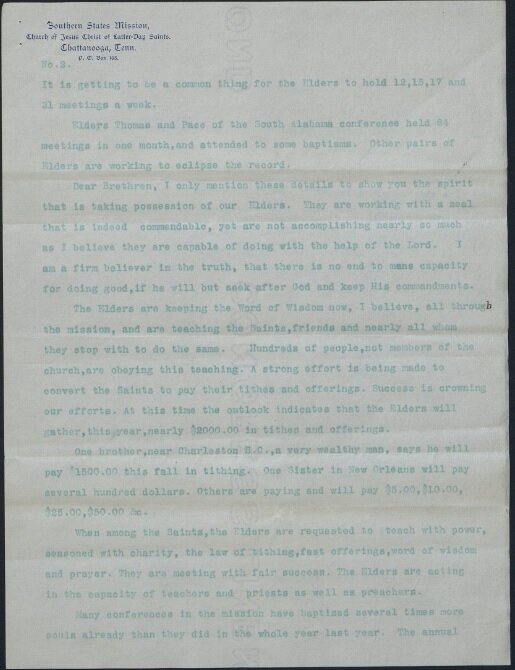 Southern States Mission,
Church of Jesus Christ of Latter-Day Saints.
Chattanooga, Tenn.
P. O. Box 103.
No.2.
It is getting to be a common thing for the Elders to hold 12,15,17 and
21 meetings a week.
Elders Thomas and Pace of the South Alabama conference held 64
meetings in one month,and attended to some baptisms. Other pairs of
Elders are working to eclipse the record.
Dear Brethren, I only mention these details to show you the spirit
that is taking possession of our Elders. They are working with a zeal
that is indeed commendable, yet are not accomplishing nearly so much
as I believe they are capable of doing with the help of the Lord. I
am a firm believer in the truth, that there is no end to mans capacity
for doing good,if he will but seek after God and keep His commandments.
The Elders are keeping the Word of Wisdom now, I believe, all through
the mission, and are teaching the Saints,friends and nearly all whom
they stop with to do the same. Hundreds of people,not members of the
church,are obeying this teaching. A strong effort is being made to
convert the Saints to pay their tithes and offerings. Success is crowning
our efforts. At this time the outlook indicates that the Elders will
gather,this year,nearly $2000.00 in tithes and offerings.
One brother,near Charleston S.C.,a very wealthy man, says he will
pay $1500.00 this fall in tithing. One Sister in New Orleans will pay
several hundred dollars. Others are paying and will pay $5.00,$10.00,
$25.00,$50.00 &c.
When among the Saints,the Elders are requested to teach with power,
seasoned with charity, the law of tithing,fast offerings,word of wisdom
and prayer. They are meeting with fair success. The Elders are acting
in the capacity of teachers and priests as well as preachers.
Many conferences in the mission have baptized several times more
souls already than they did in the whole year last year. The annual